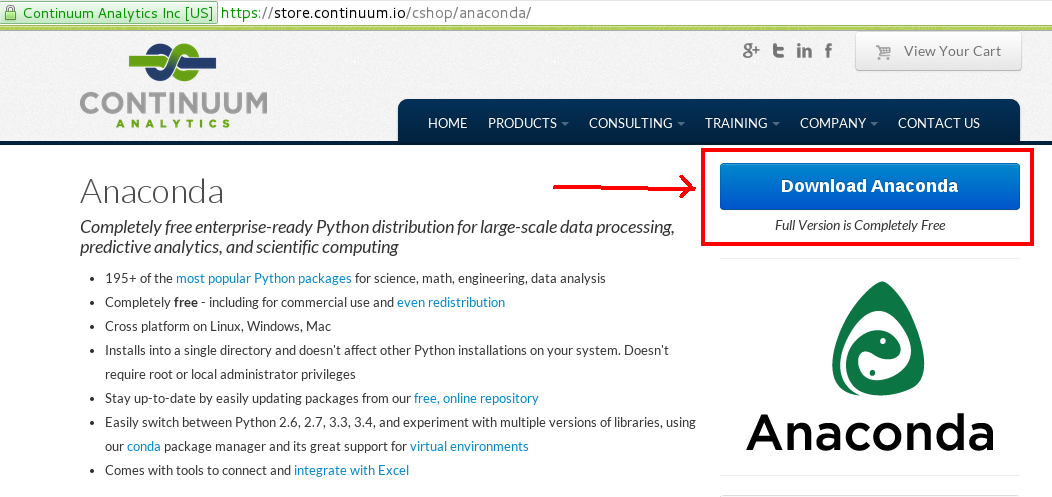 Continuum Analytics Inc [US] https://store.continuum.io/cshop/anaconda/
View Your Cart
CONTINUUM
ANALYTICS
HOME PRODUCTS CONSULTING TRAINING COMPANY CONTACT US
Anaconda
Completely free enterprise-ready Python distribution for large-scale data processing,
predictive analytics, and scientific computing
• 195+ of the most popular Python packages for science, math, engineering, data analysis
• Completely free - including for commercial use and even redistribution
• Cross platform on Linux, Windows, Mac
• Installs into a single directory and doesn't affect other Python installations on your system. Doesn't
require root or local administrator privileges
• Stay up-to-date by easily updating packages from our free, online repository
• Easily switch between Python 2.6, 2.7, 3.3, 3.4, and experiment with multiple versions of libraries, using
our conda package manager and its great support for virtual environments
• Comes with tools to connect and integrate with Excel
Download Anaconda
Full Version is Completely Free
Anaconda